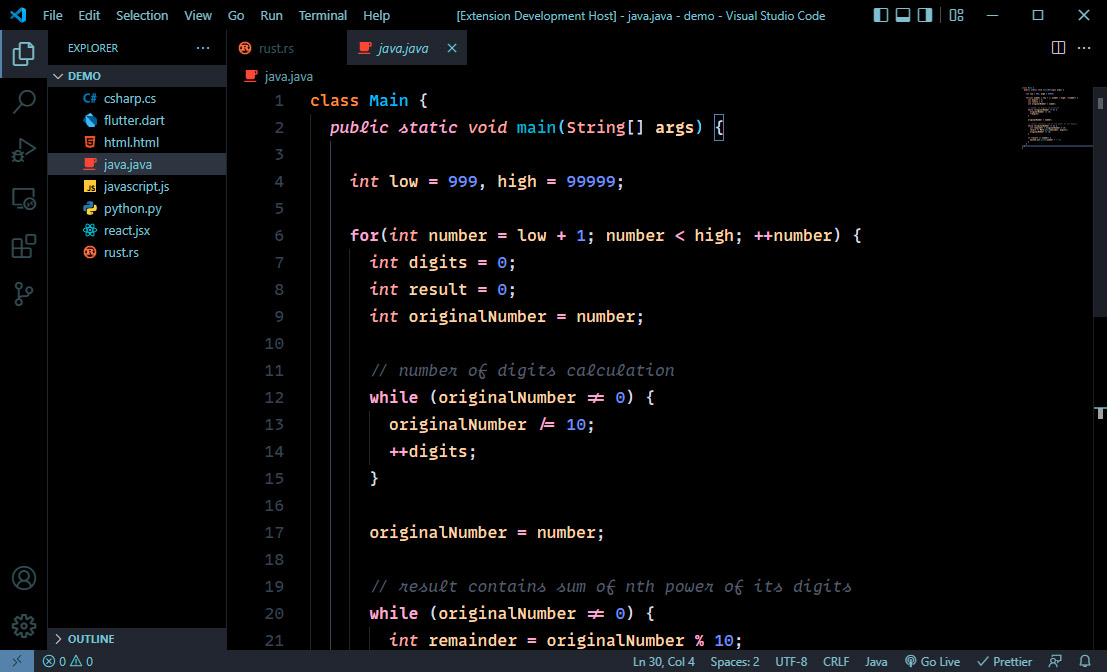 File Edit Selection View Go Run Terminal Help [Extension Development Host] - java.java - demo - Visual Studio Code
EXPLORER ...
DEMO
C# csharp.cs
flutter.dart
html.html
java.java
JS javascript.js
python.py
react.jsx
rust.rs
OUTLINE
rust.rs java.java
java.java
1 class Main {
2 public static void main(String[] args) {
3
4 int low = 999, high = 99999;
5
6 for(int number = low + 1; number < high; ++number) {
7 int digits = 0;
8 int result = 0;
9 int originalNumber = number;
10
11 // number of digits calculation
12 while (originalNumber ≠ 0) {
13 originalNumber /= 10;
14 ++digits;
15 }
16
17 originalNumber = number;
18
19 // result contains sum of nth power of its digits
20 while (originalNumber ≠ 0) {
21 int remainder = originalNumber % 10;
0 0 Ln 30, Col 4 Spaces: 2 UTF-8 CRLF Java Go Live Prettier